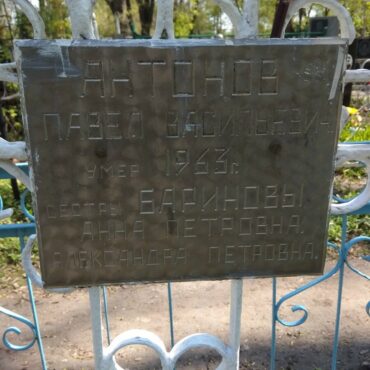 АНТОНОВ
ПАВЕЛ ВАСИЛЬЕВИЧ
УМЕР 1963г.
СЕСТРЫ БАРИНОВЫ
АННА ПЕТРОВНА.
АЛЕКСАНДРА ПЕТРОВНА.